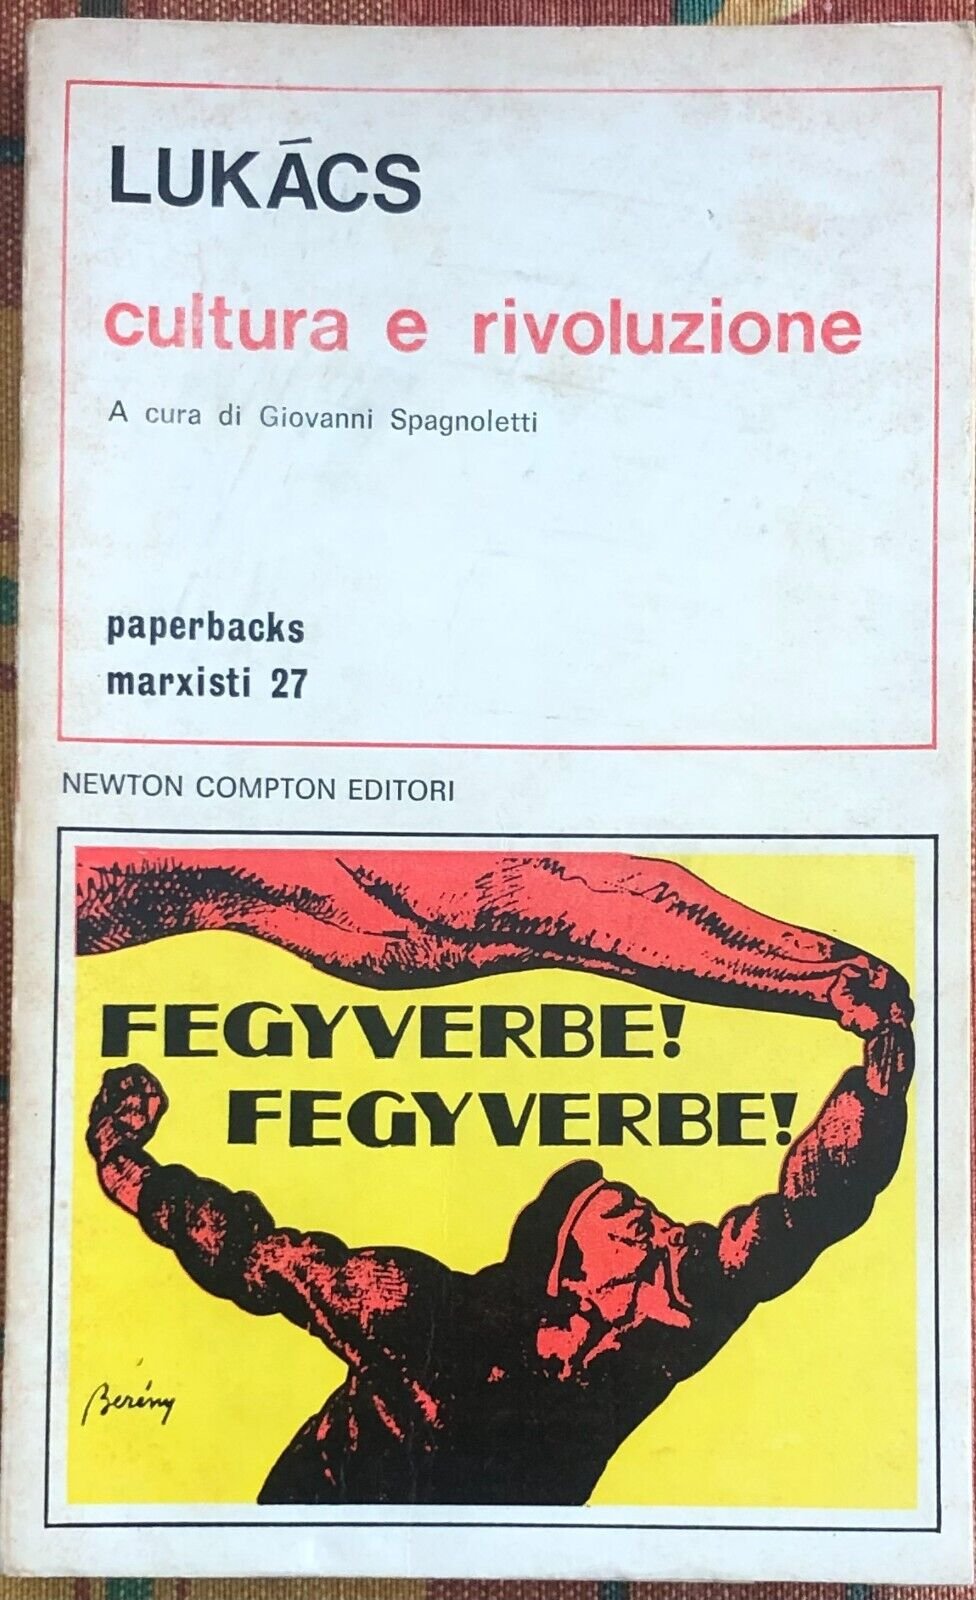 LUKÁCS
cultura e rivoluzione
A cura di Giovanni Spagnoletti
paperbacks
marxisti 27
NEWTON COMPTON EDITORI
FEGYVERBE!
FEGYVERBE!
Berény